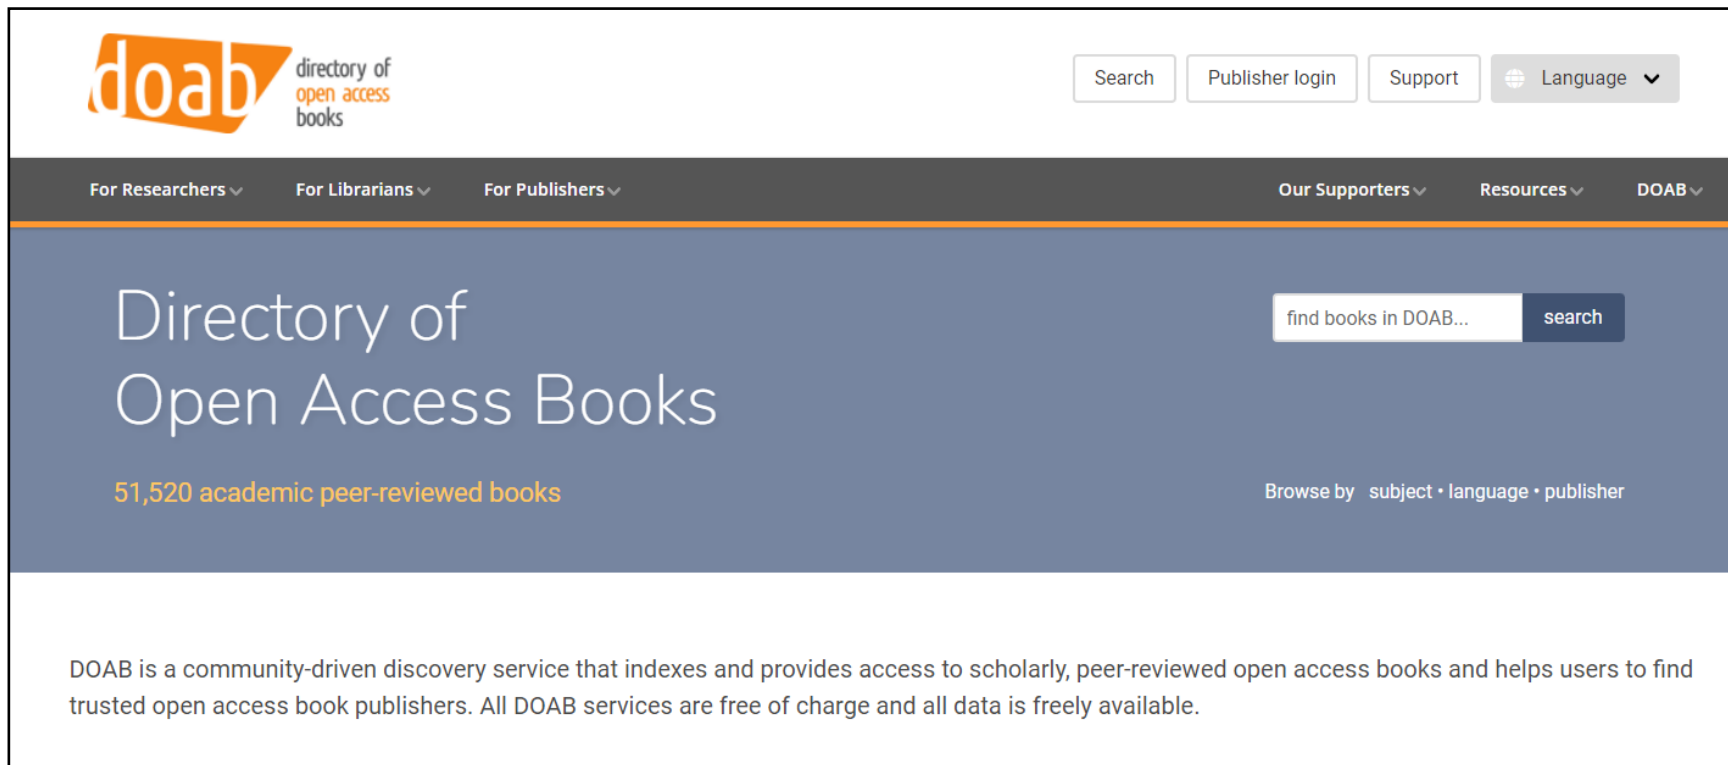 doab
directory of
open access
books
Search
Publisher login
Support
Language
For Researchers
For Librarians
For Publishers
Our Supporters
Resources
DOAB
Directory of
Open Access Books
find books in DOAB...
search
51,520 academic peer-reviewed books
Browse by subject • language • publisher
DOAB is a community-driven discovery service that indexes and provides access to scholarly, peer-reviewed open access books and helps users to find
trusted open access book publishers. All DOAB services are free of charge and all data is freely available.